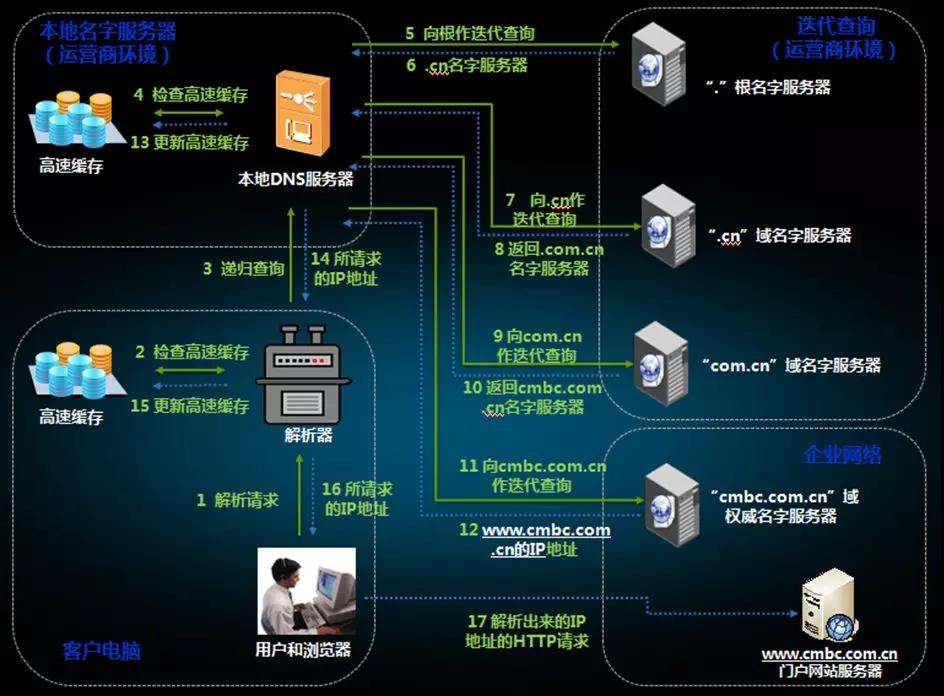 本地名字服务器
（运营商环境）
4 检查高速缓存
13 更新高速缓存
高速缓存
本地DNS服务器
5 向根作迭代查询
6 .cn名字服务器
迭代查询
（运营商环境）
“.” 根名字服务器
7 向.cn作
迭代查询
8 返回.com.cn
名字服务器
“.cn” 域名字服务器
3 递归查询
14 所请求
的IP地址
9 向com.cn
作迭代查询
10 返回cmbc.com
.cn名字服务器
“com.cn” 域名字服务器
2 检查高速缓存
15 更新高速缓存
高速缓存
解析器
11 向cmbc.com.cn
作迭代查询
12 www.cmbc.com
.cn的IP地址
企业网络
“cmbc.com.cn” 域
权威名字服务器
1 解析请求
16 所请求
的IP地址
客户电脑
用户和浏览器
17 解析出来的IP
地址的HTTP请求
www.cmbc.com.cn
门户网站服务器